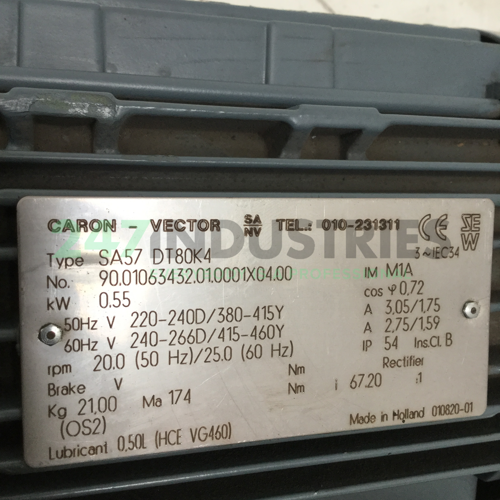 247INDUSTRIES
CARON - VECTOR SA NV TEL.: 010-231311 CE SEW
Type SA57 DT80K4 3~IEC34
No. 90.01063432.01.0001X04.00 IM M1A
kW 0.55 cos φ 0,72
50Hz V 220-240D/380-415Y A 3,05/1,75
60Hz V 240-266D/415-460Y A 2,75/1,59
rpm 20.0 (50 Hz)/25.0 (60 Hz) IP 54 Ins.Cl. B
Brake V Nm Rectifier
Kg 21,00 Ma 174 Nm i 67.20 :1
(OS2)
Lubricant 0,50L (HCE VG460) Made in Holland 010820-01